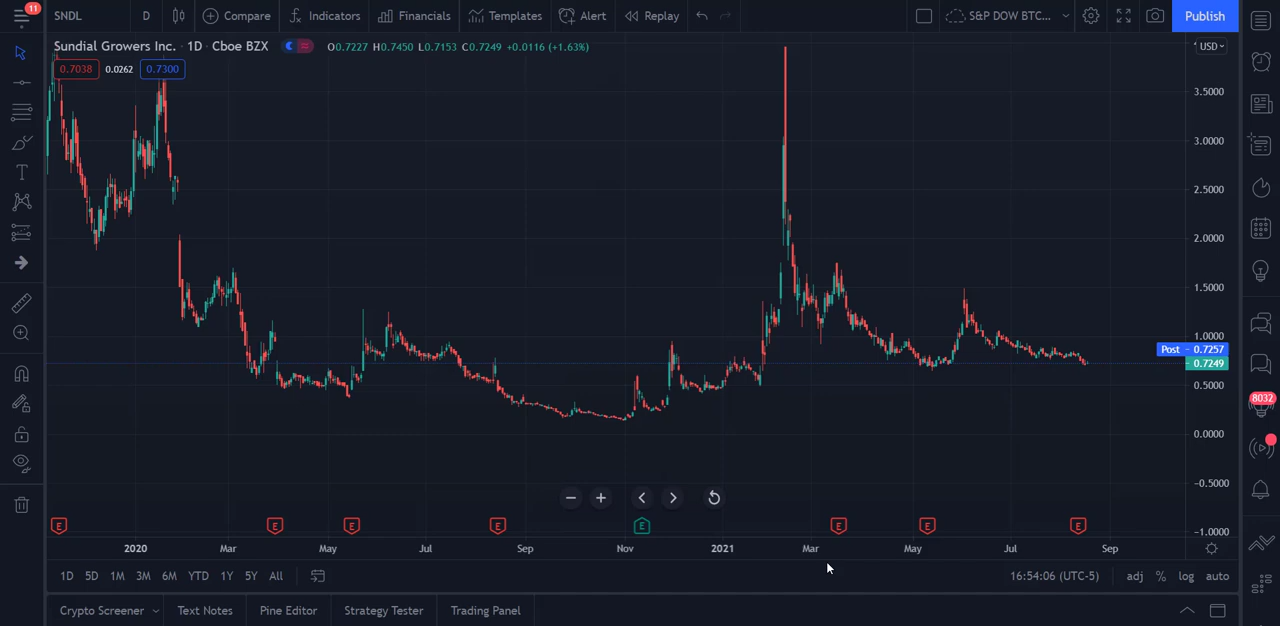 11
SNDL D Compare Indicators Financials Templates Alert Replay S&P DOW BTC... Publish
Sundial Growers Inc. · 1D · Cboe BZX O0.7227 H0.7450 L0.7153 C0.7249 +0.0116 (+1.63%) USD
0.7038 0.0262 0.7300
3.5000
3.0000
2.5000
2.0000
1.5000
1.0000
Post 0.7257
0.7249
0.5000
8032
0.0000
−0.5000
E E E E E E E E
−1.0000
2020 Mar May Jul Sep Nov 2021 Mar May Jul Sep
1D 5D 1M 3M 6M YTD 1Y 5Y All 16:54:06 (UTC-5) adj % log auto
Crypto Screener Text Notes Pine Editor Strategy Tester Trading Panel